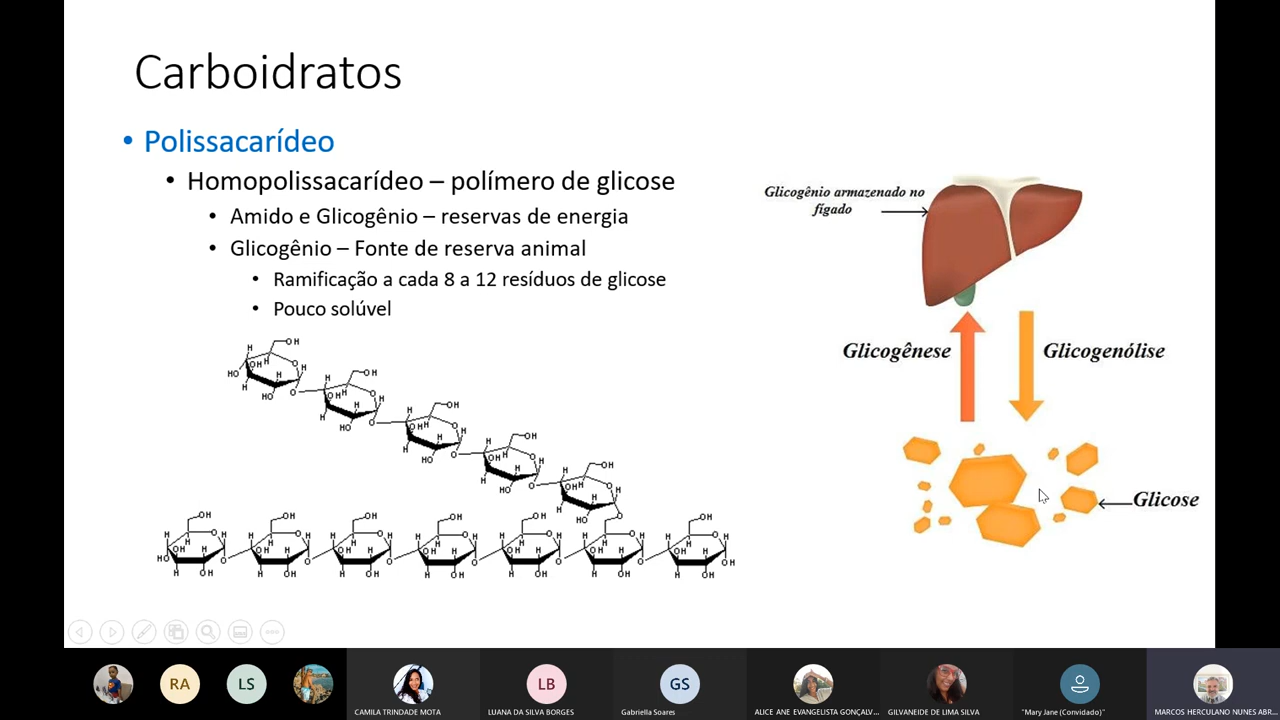 Carboidratos
• Polissacarídeo
• Homopolissacarídeo – polímero de glicose
• Amido e Glicogênio – reservas de energia
• Glicogênio – Fonte de reserva animal
• Ramificação a cada 8 a 12 resíduos de glicose
• Pouco solúvel
Glicogênio armazenado no
fígado
Glicogênese
Glicogenólise
Glicose
RA
LS
CAMILA TRINDADE MOTA
LB
LUANA DA SILVA BORGES
GS
Gabriella Soares
ALICE ANE EVANGELISTA GONÇALV...
GILVANEIDE DE LIMA SILVA
"Mary Jane (Convidado)"
MARCOS HERCULANO NUNES ABR...